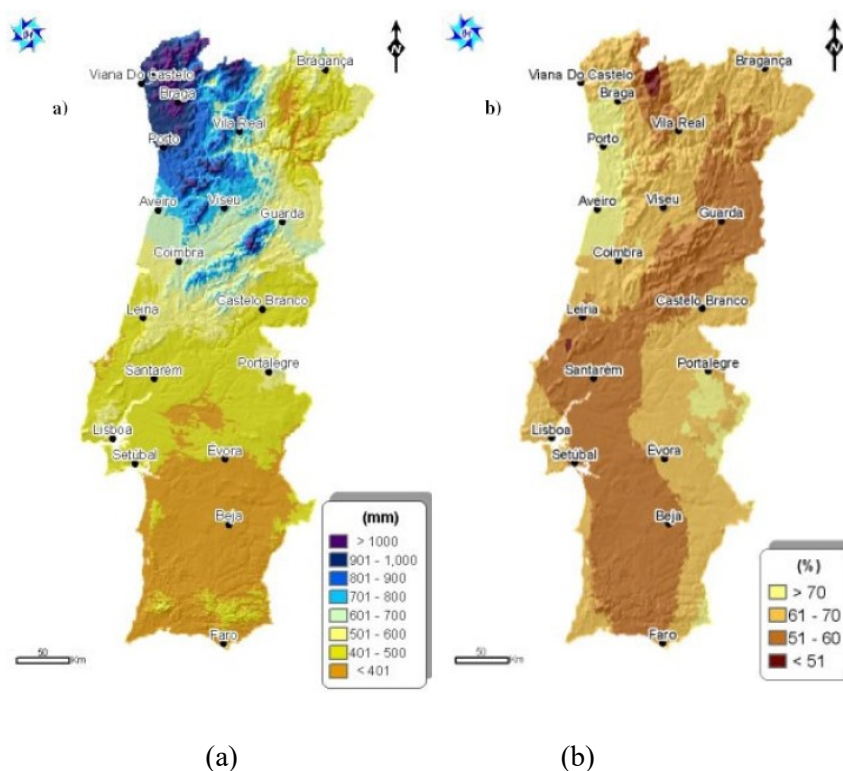 a)
N
Bragança
Viana Do Castelo
Braga
Vila Real
Porto
Aveiro
Viseu
Guarda
Coimbra
Castelo Branco
Leiria
Portalegre
Santarém
Lisboa
Évora
Setúbal
Beja
Faro
50
Km
(mm)
> 1000
901 - 1,000
801 - 900
701 - 800
601 - 700
501 - 600
401 - 500
< 401
b)
N
Bragança
Viana Do Castelo
Braga
Vila Real
Porto
Aveiro
Viseu
Guarda
Coimbra
Castelo Branco
Leiria
Portalegre
Santarém
Lisboa
Évora
Setúbal
Beja
Faro
50
Km
(%)
> 70
61 - 70
51 - 60
< 51
(a)
(b)